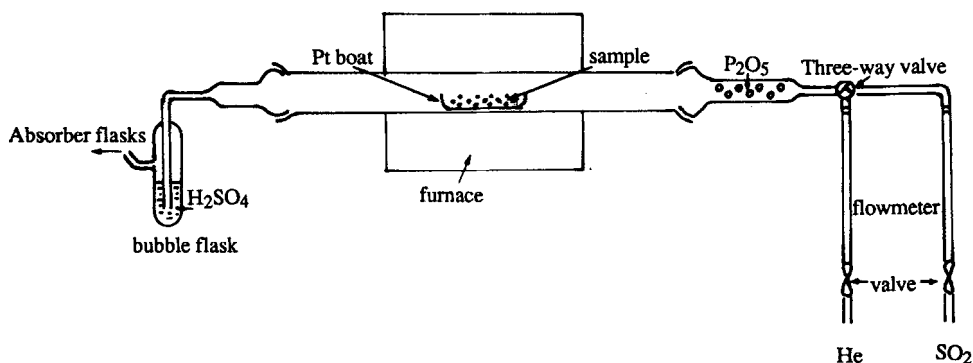 Pt boat
sample
P₂O₅
Three-way valve
Absorber flasks
H₂SO₄
furnace
flowmeter
bubble flask
valve
He
SO₂